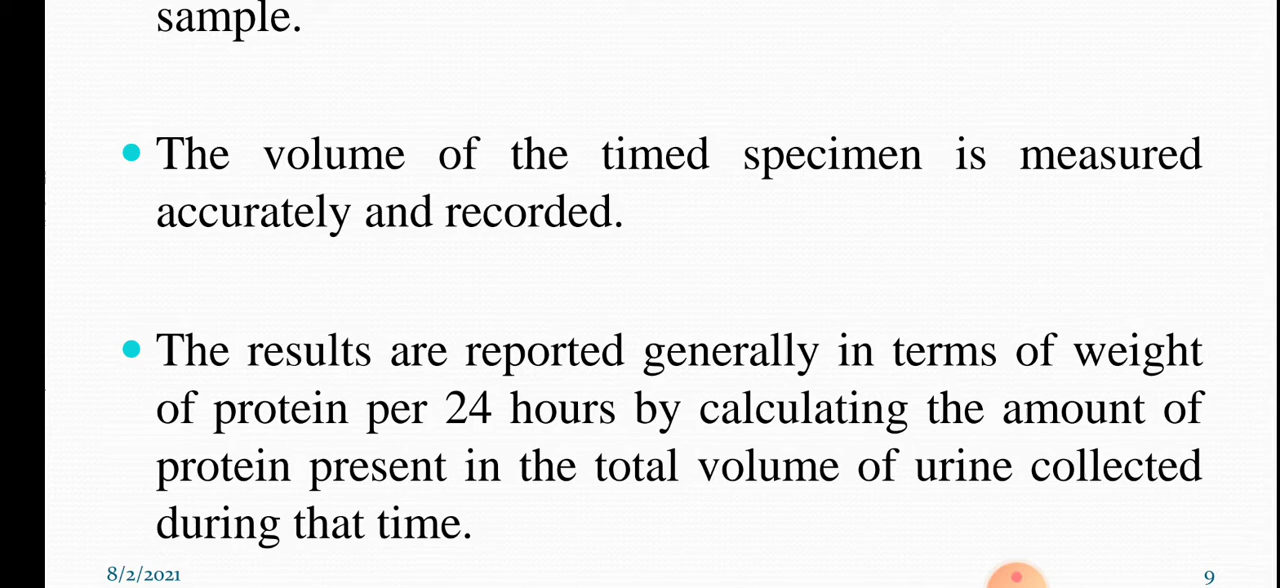 sample.
The volume of the timed specimen is measured
accurately and recorded.
The results are reported generally in terms of weight
of protein per 24 hours by calculating the amount of
protein present in the total volume of urine collected
during that time.
8/2/2021
9